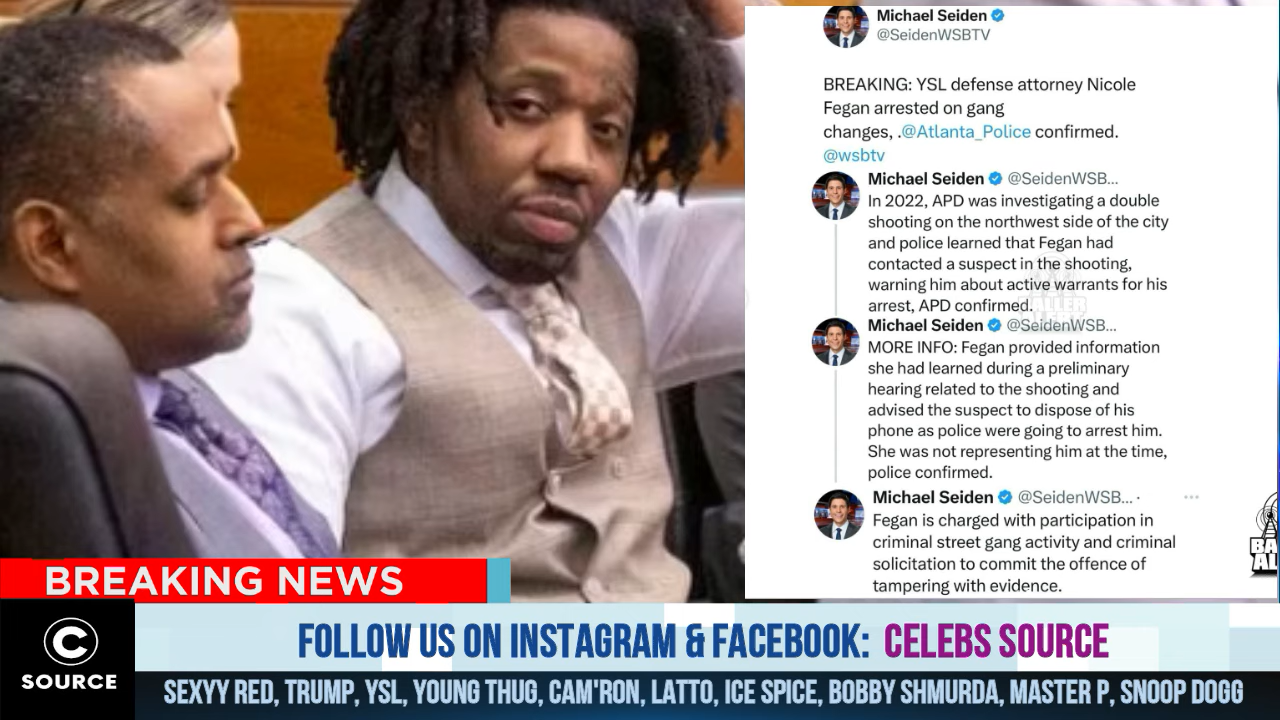 Michael Seiden
@SeidenWSBTV
BREAKING: YSL defense attorney Nicole
Fegan arrested on gang
changes, .@Atlanta_Police confirmed.
@wsbtv
Michael Seiden @SeidenWSB...
In 2022, APD was investigating a double
shooting on the northwest side of the city
and police learned that Fegan had
contacted a suspect in the shooting,
warning him about active warrants for his
arrest, APD confirmed.
Michael Seiden @SeidenWSB...
MORE INFO: Fegan provided information
she had learned during a preliminary
hearing related to the shooting and
advised the suspect to dispose of his
phone as police were going to arrest him.
She was not representing him at the time,
police confirmed.
Michael Seiden @SeidenWSB... · ...
Fegan is charged with participation in
criminal street gang activity and criminal
solicitation to commit the offence of
tampering with evidence.
BREAKING NEWS
C
SOURCE
FOLLOW US ON INSTAGRAM & FACEBOOK: CELEBS SOURCE
SEXYY RED, TRUMP, YSL, YOUNG THUG, CAM'RON, LATTO, ICE SPICE, BOBBY SHMURDA, MASTER P, SNOOP DOGG